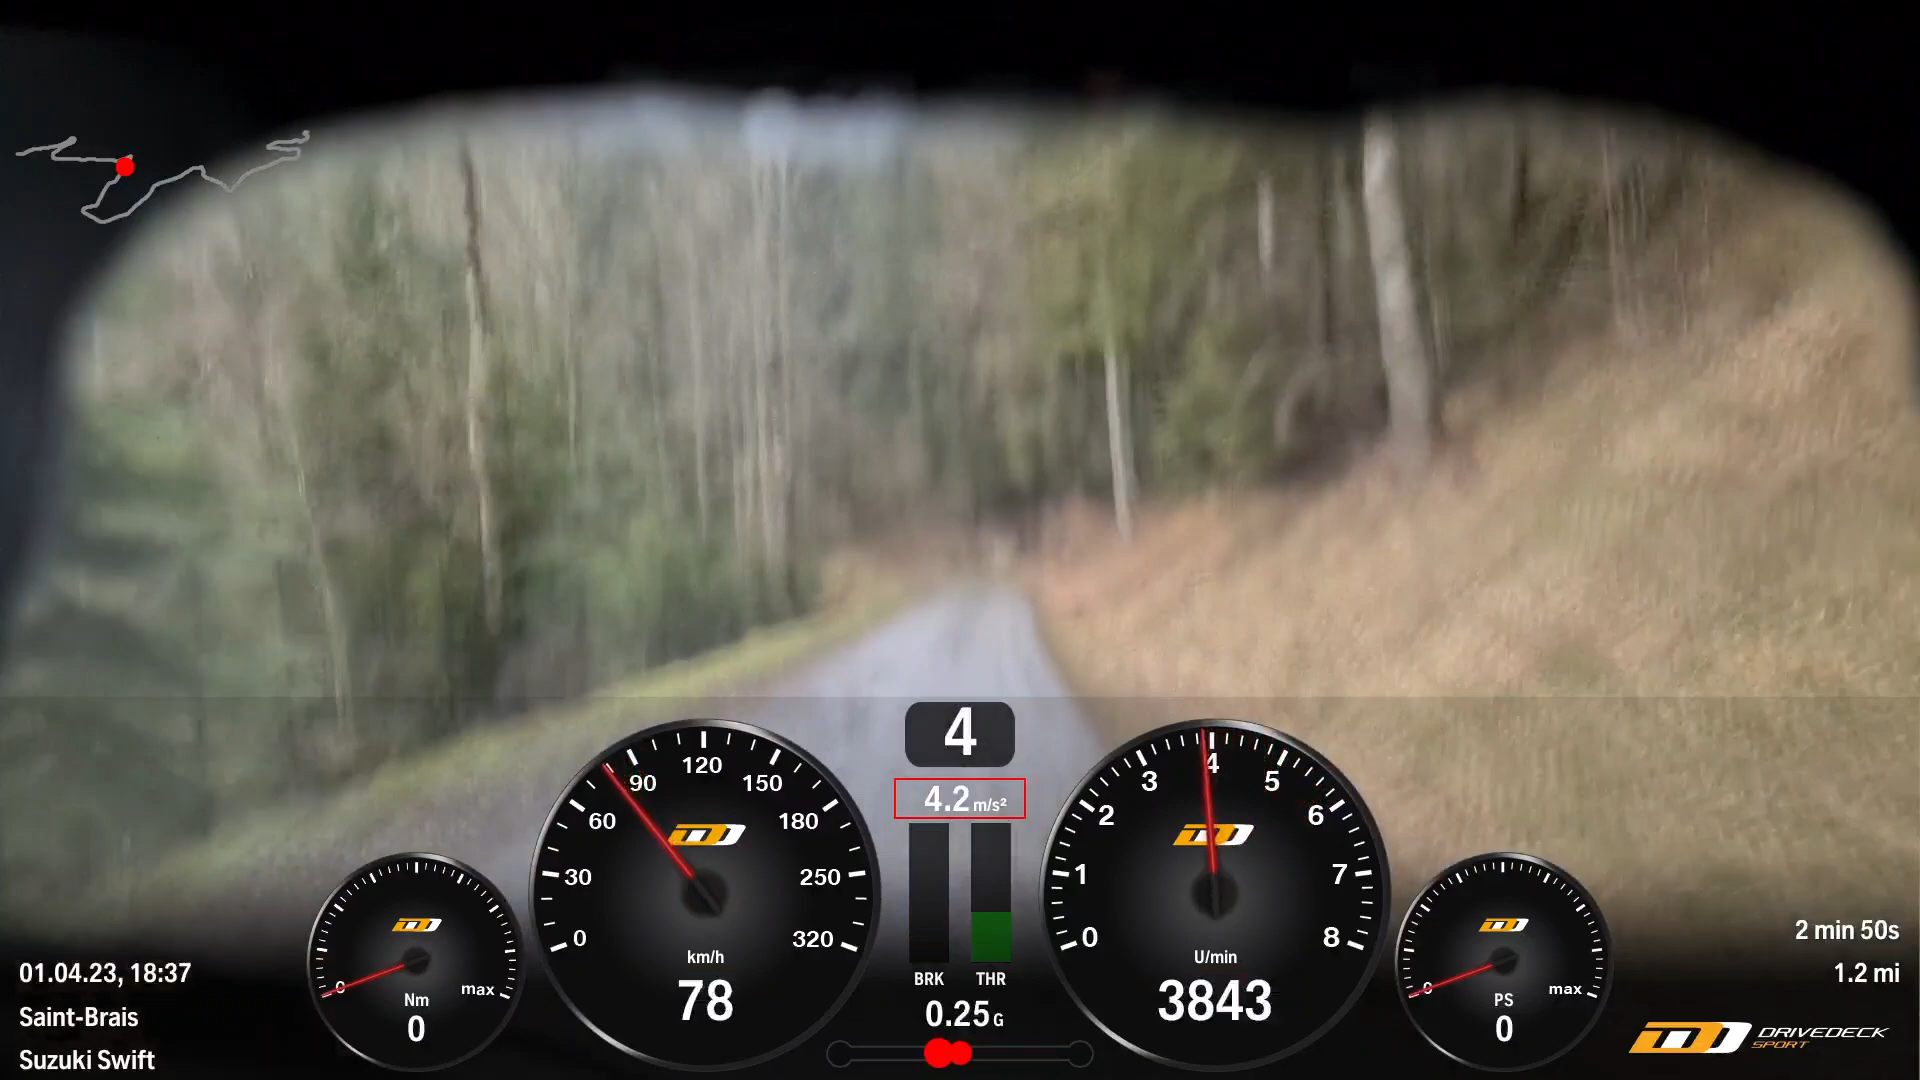 4
4.2 m/s²
0 30 60 90 120 150 180 250 320
km/h
78
0 1 2 3 4 5 6 7 8
U/min
3843
BRK THR
0.25 G
0 max
Nm
0
0 max
PS
0
01.04.23, 18:37
Saint-Brais
Suzuki Swift
2 min 50s
1.2 mi
DRIVEDECK
SPORT